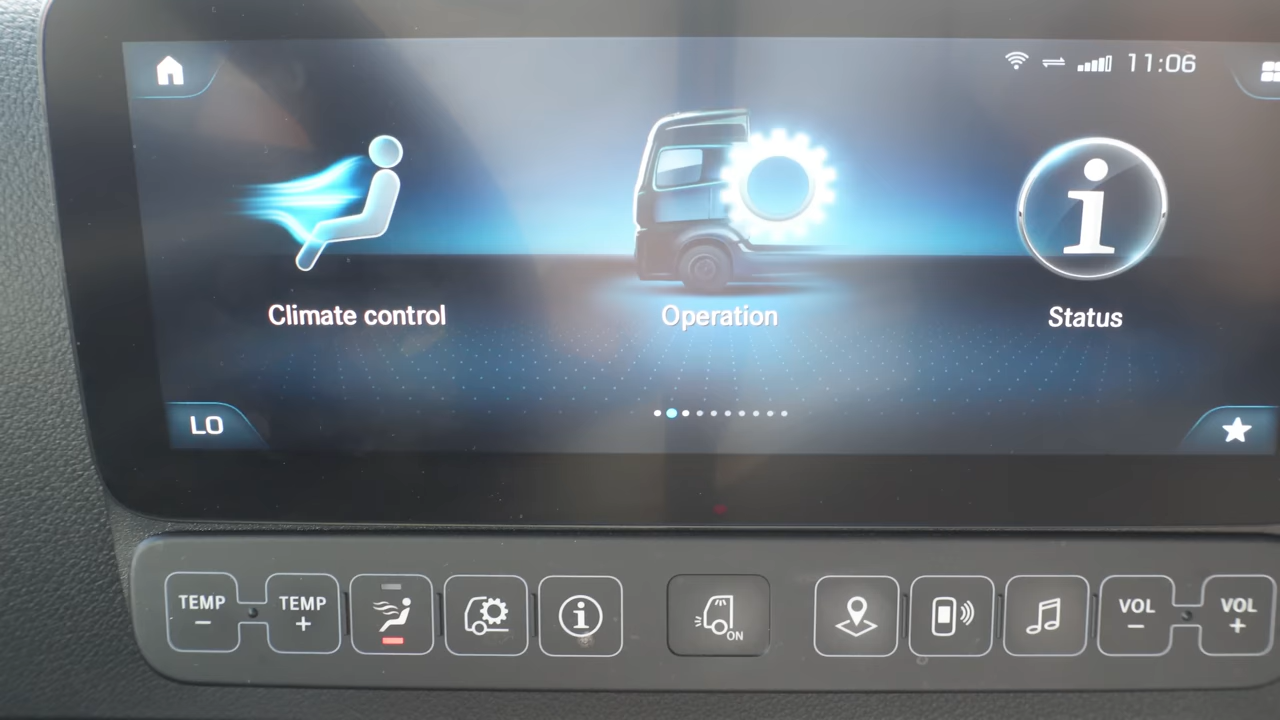 11:06
Climate control
Operation
Status
LO
TEMP
−
TEMP
+
ON
VOL
−
VOL
+